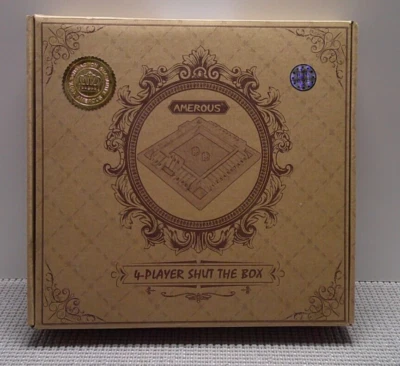 AMEROUS
4-PLAYER SHUT THE BOX